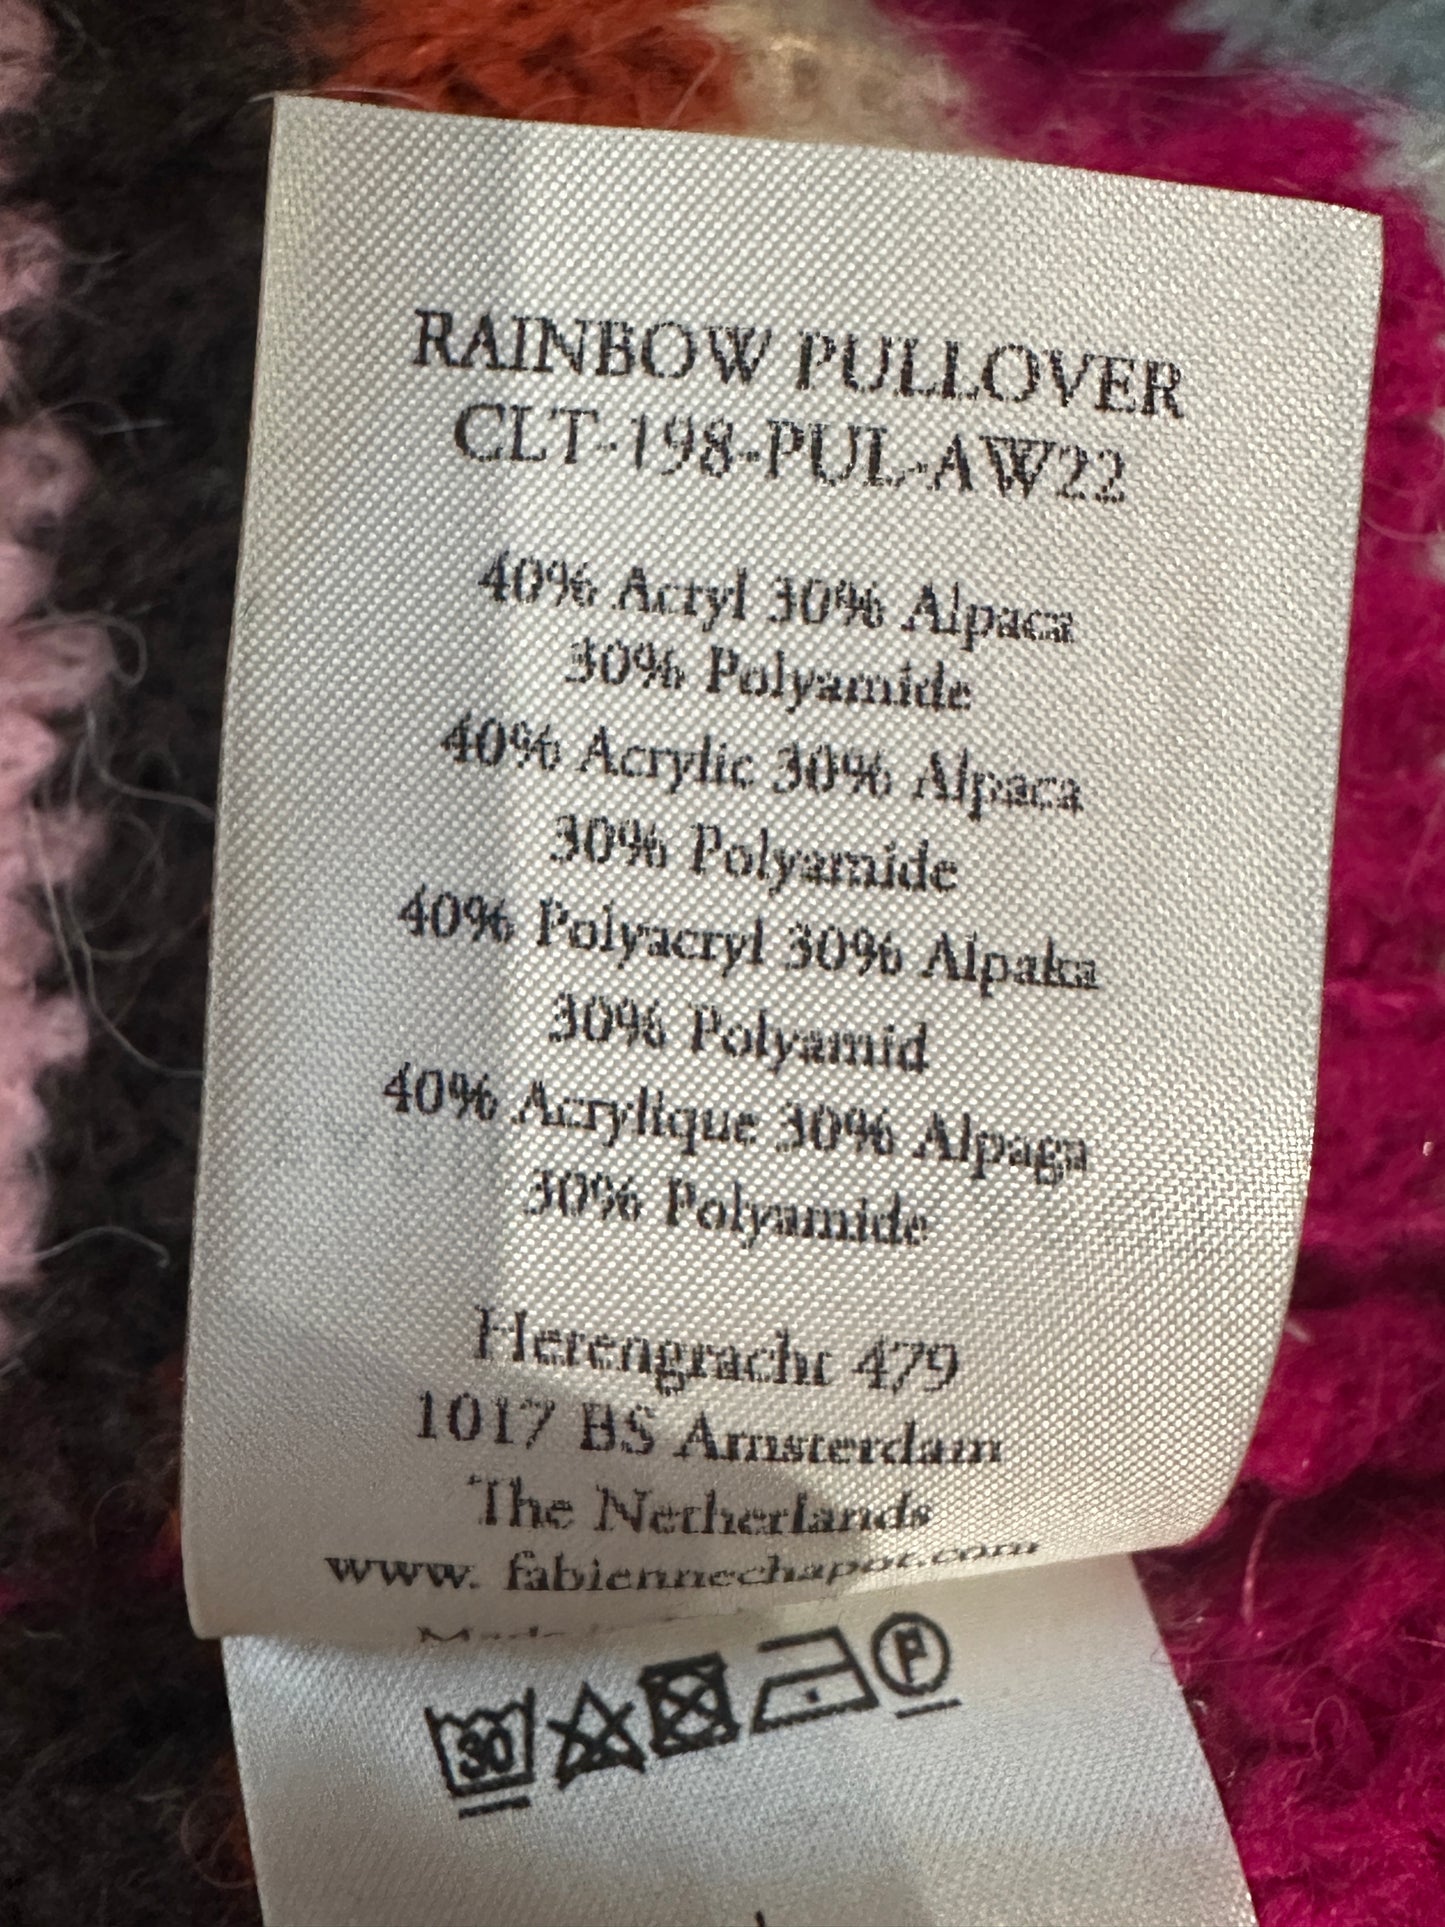 RAINBOW PULLOVER
CLT-198-PUL-AW22
40% Acryl 30% Alpaca
30% Polyamide
40% Acrylic 30% Alpaca
30% Polyamide
40% Polyacryl 30% Alpaka
30% Polyamid
40% Acrylique 30% Alpaga
30% Polyamide
Herengracht 479
1017 BS Amsterdam
The Netherlands
www. fabiennechapot.com
Made
30
F